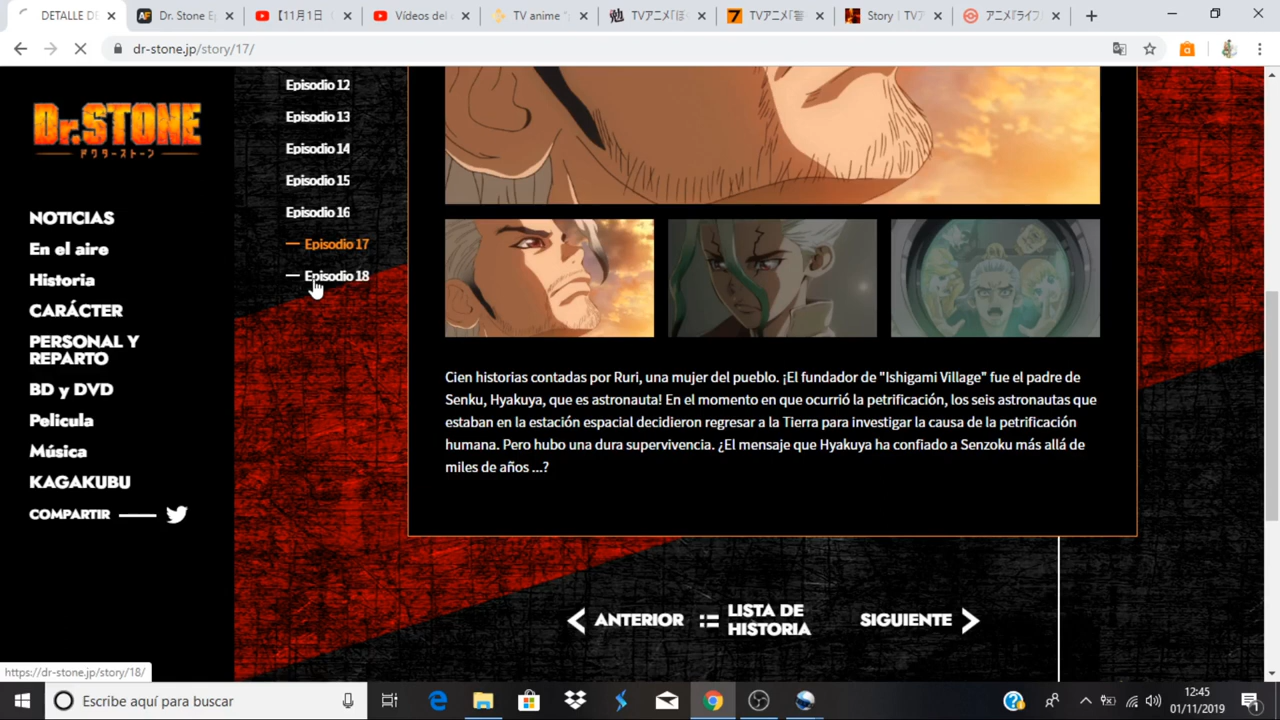 DETALLE DE
Dr. Stone Ep
【11月1日（
Vídeos del c
TV anime "
TVアニメ「ぼ
TVアニメ「警
Story | TVア
アニメ『ライフ
dr-stone.jp/story/17/
Dr.STONE
ドクターストーン
NOTICIAS
En el aire
Historia
CARÁCTER
PERSONAL Y
REPARTO
BD y DVD
Pelicula
Música
KAGAKUBU
COMPARTIR
Episodio 12
Episodio 13
Episodio 14
Episodio 15
Episodio 16
Episodio 17
Episodio 18
Cien historias contadas por Ruri, una mujer del pueblo. ¡El fundador de "Ishigami Village" fue el padre de
Senku, Hyakuya, que es astronauta! En el momento en que ocurrió la petrificación, los seis astronautas que
estaban en la estación espacial decidieron regresar a la Tierra para investigar la causa de la petrificación
humana. Pero hubo una dura supervivencia. ¿El mensaje que Hyakuya ha confiado a Senzoku más allá de
miles de años ...?
ANTERIOR
LISTA DE
HISTORIA
SIGUIENTE
https://dr-stone.jp/story/18/
Escribe aquí para buscar
12:45
01/11/2019